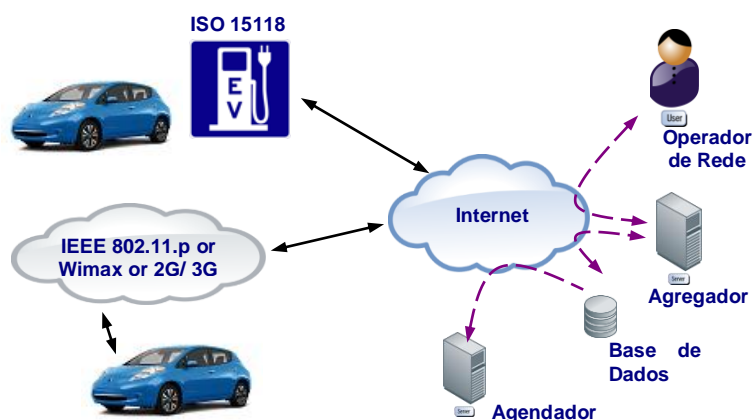 ISO 15118
E
V
User
Operador
de Rede
Internet
IEEE 802.11.p or
Wimax or 2G/ 3G
Server
Agregador
Base de
Dados
Server
Agendador